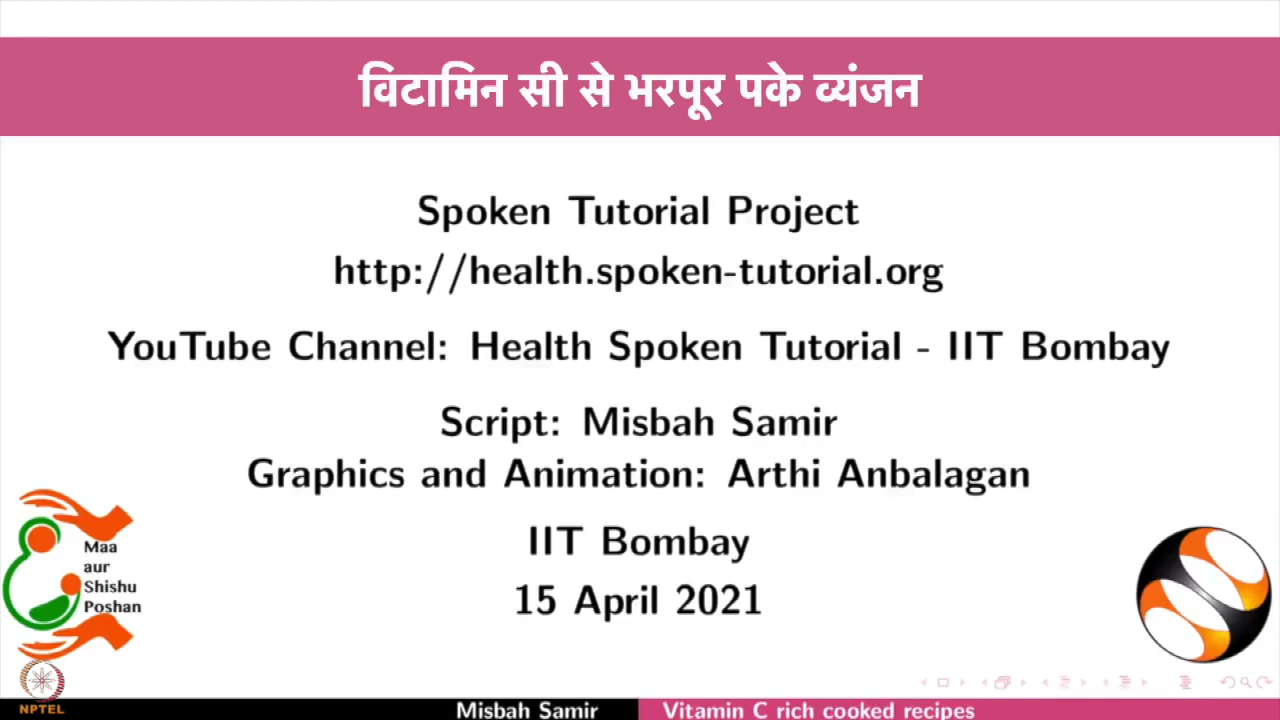 विटामिन सी से भरपूर पके व्यंजन
Spoken Tutorial Project
http://health.spoken-tutorial.org
YouTube Channel: Health Spoken Tutorial - IIT Bombay
Script: Misbah Samir
Graphics and Animation: Arthi Anbalagan
IIT Bombay
15 April 2021
Maa
aur
Shishu
Poshan
NPTEL
Misbah Samir
Vitamin C rich cooked recipes